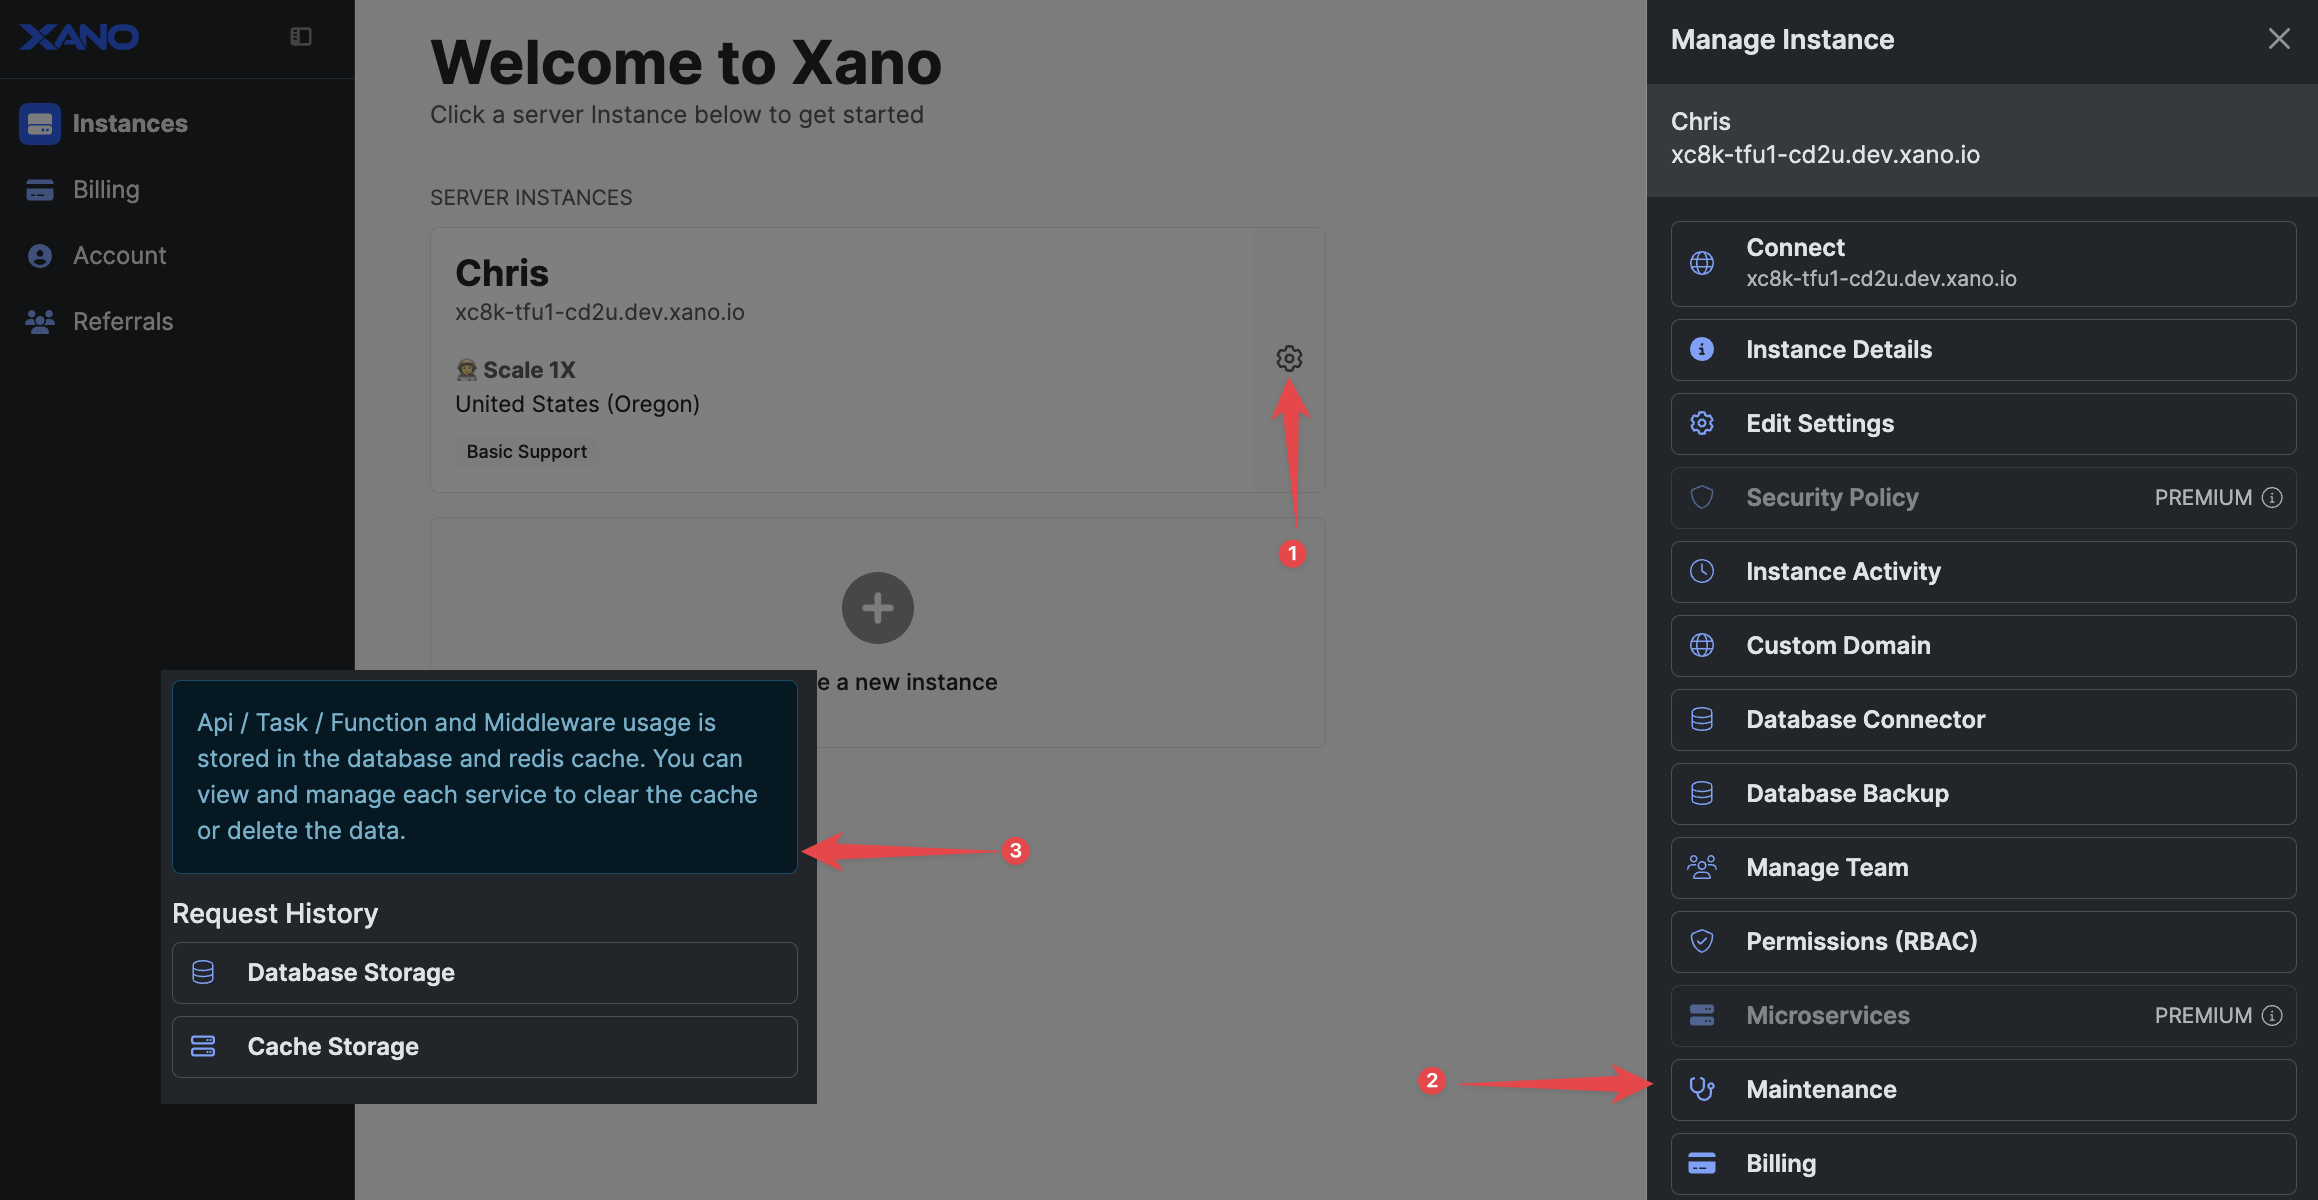 XANO
Instances
Billing
Account
Referrals
Welcome to Xano
Click a server Instance below to get started
SERVER INSTANCES
Chris
xc8k-tfu1-cd2u.dev.xano.io
Scale 1X
United States (Oregon)
Basic Support
1
e a new instance
Api / Task / Function and Middleware usage is
stored in the database and redis cache. You can
view and manage each service to clear the cache
or delete the data.
3
Request History
Database Storage
Cache Storage
2
Manage Instance
Chris
xc8k-tfu1-cd2u.dev.xano.io
Connect
xc8k-tfu1-cd2u.dev.xano.io
Instance Details
Edit Settings
Security Policy PREMIUM
Instance Activity
Custom Domain
Database Connector
Database Backup
Manage Team
Permissions (RBAC)
Microservices PREMIUM
Maintenance
Billing